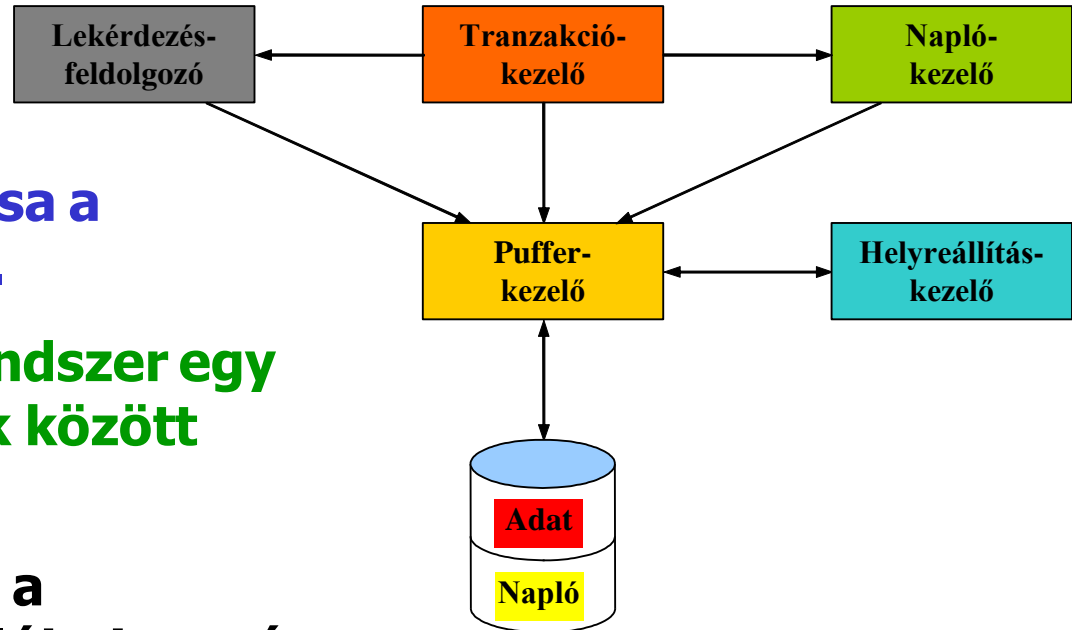 Lekérdezés-
feldolgozó
Tranzakció-
kezelő
Napló-
kezelő
sa a
Puffer-
kezelő
Helyreállítás-
kezelő
ndszer egy
k között
Adat
Napló
a